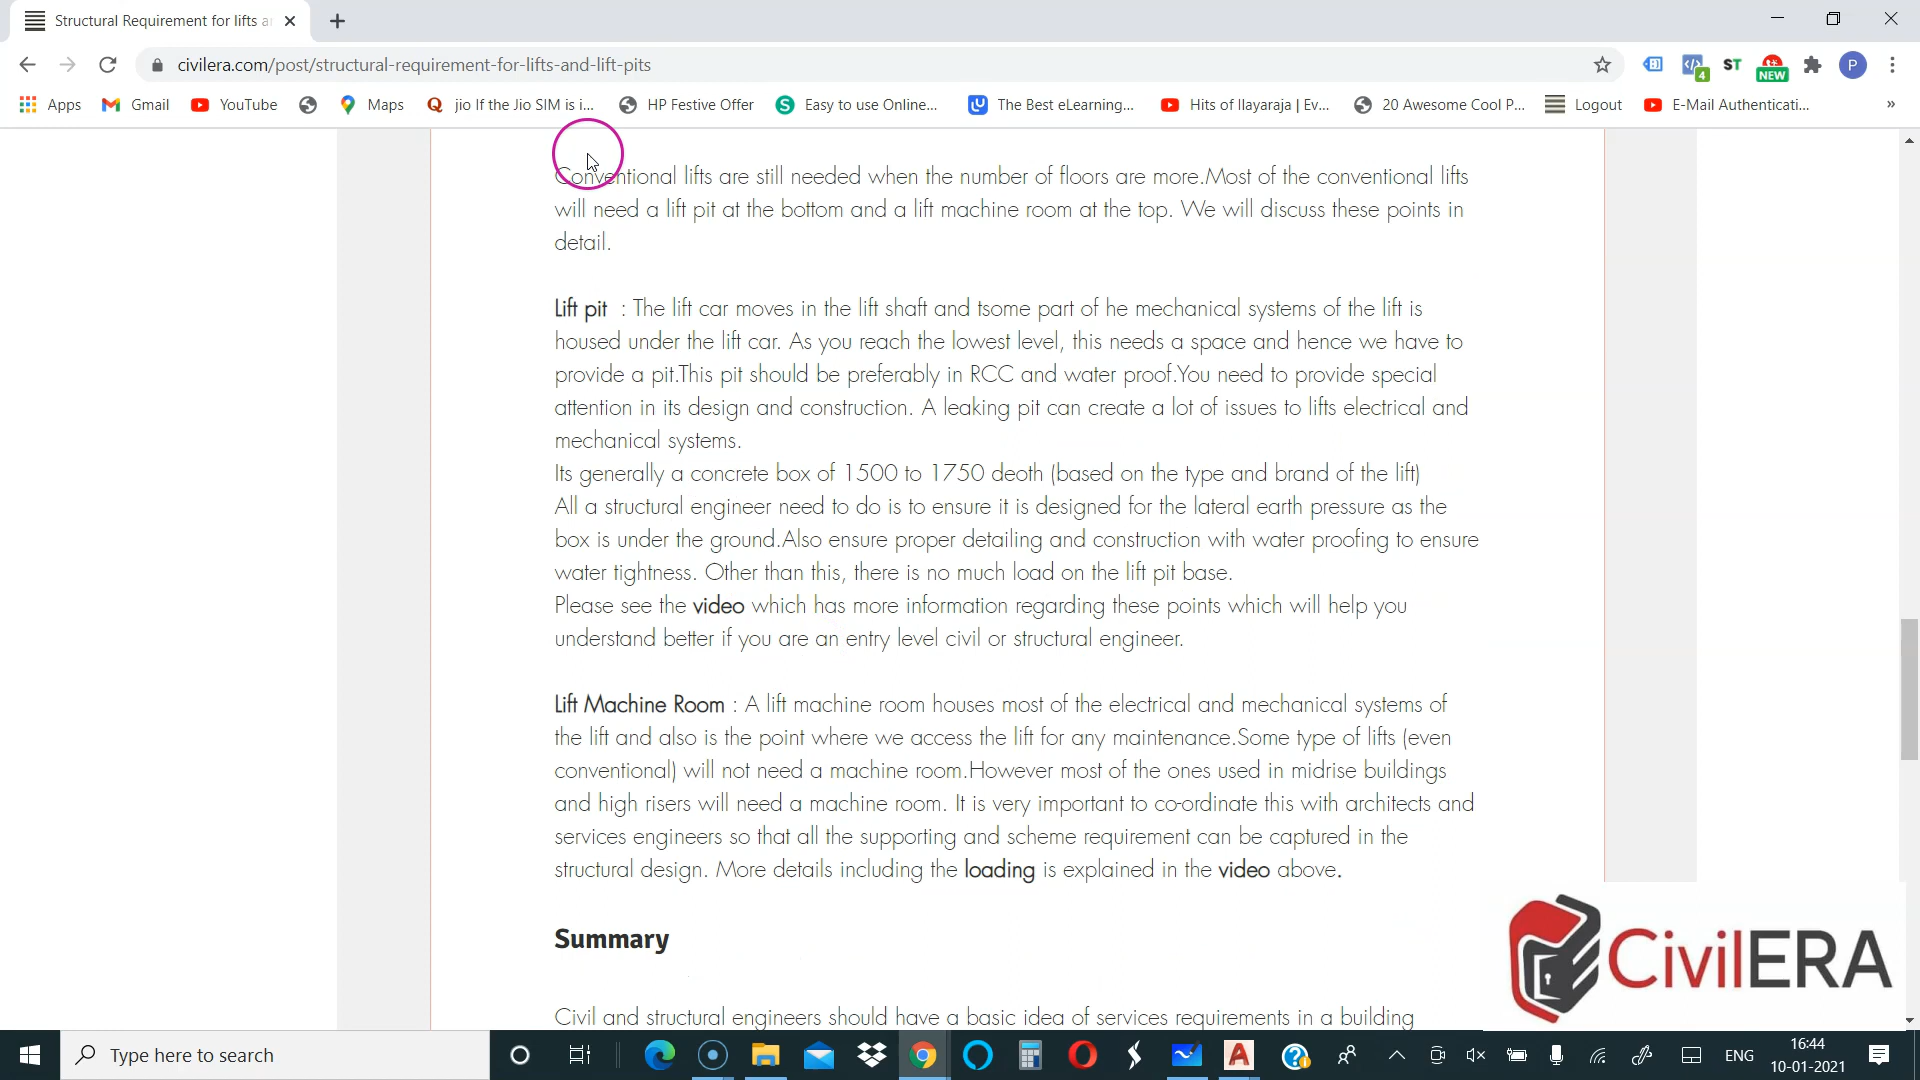 Structural Requirement for lifts a
civilera.com/post/structural-requirement-for-lifts-and-lift-pits
4
ST
NEW
P
Apps
Gmail
YouTube
Maps
jio If the Jio SIM is i...
HP Festive Offer
Easy to use Online...
The Best eLearning...
Hits of Ilayaraja | Ev...
20 Awesome Cool P...
Logout
E-Mail Authenticati...
»
Conventional lifts are still needed when the number of floors are more.Most of the conventional lifts
will need a lift pit at the bottom and a lift machine room at the top. We will discuss these points in
detail.
Lift pit : The lift car moves in the lift shaft and tsome part of he mechanical systems of the lift is
housed under the lift car. As you reach the lowest level, this needs a space and hence we have to
provide a pit.This pit should be preferably in RCC and water proof.You need to provide special
attention in its design and construction. A leaking pit can create a lot of issues to lifts electrical and
mechanical systems.
Its generally a concrete box of 1500 to 1750 deoth (based on the type and brand of the lift)
All a structural engineer need to do is to ensure it is designed for the lateral earth pressure as the
box is under the ground.Also ensure proper detailing and construction with water proofing to ensure
water tightness. Other than this, there is no much load on the lift pit base.
Please see the video which has more information regarding these points which will help you
understand better if you are an entry level civil or structural engineer.
Lift Machine Room : A lift machine room houses most of the electrical and mechanical systems of
the lift and also is the point where we access the lift for any maintenance.Some type of lifts (even
conventional) will not need a machine room.However most of the ones used in midrise buildings
and high risers will need a machine room. It is very important to co-ordinate this with architects and
services engineers so that all the supporting and scheme requirement can be captured in the
structural design. More details including the loading is explained in the video above.
Summary
Civil and structural engineers should have a basic idea of services requirements in a building
CivilERA
Type here to search
ENG
16:44
10-01-2021